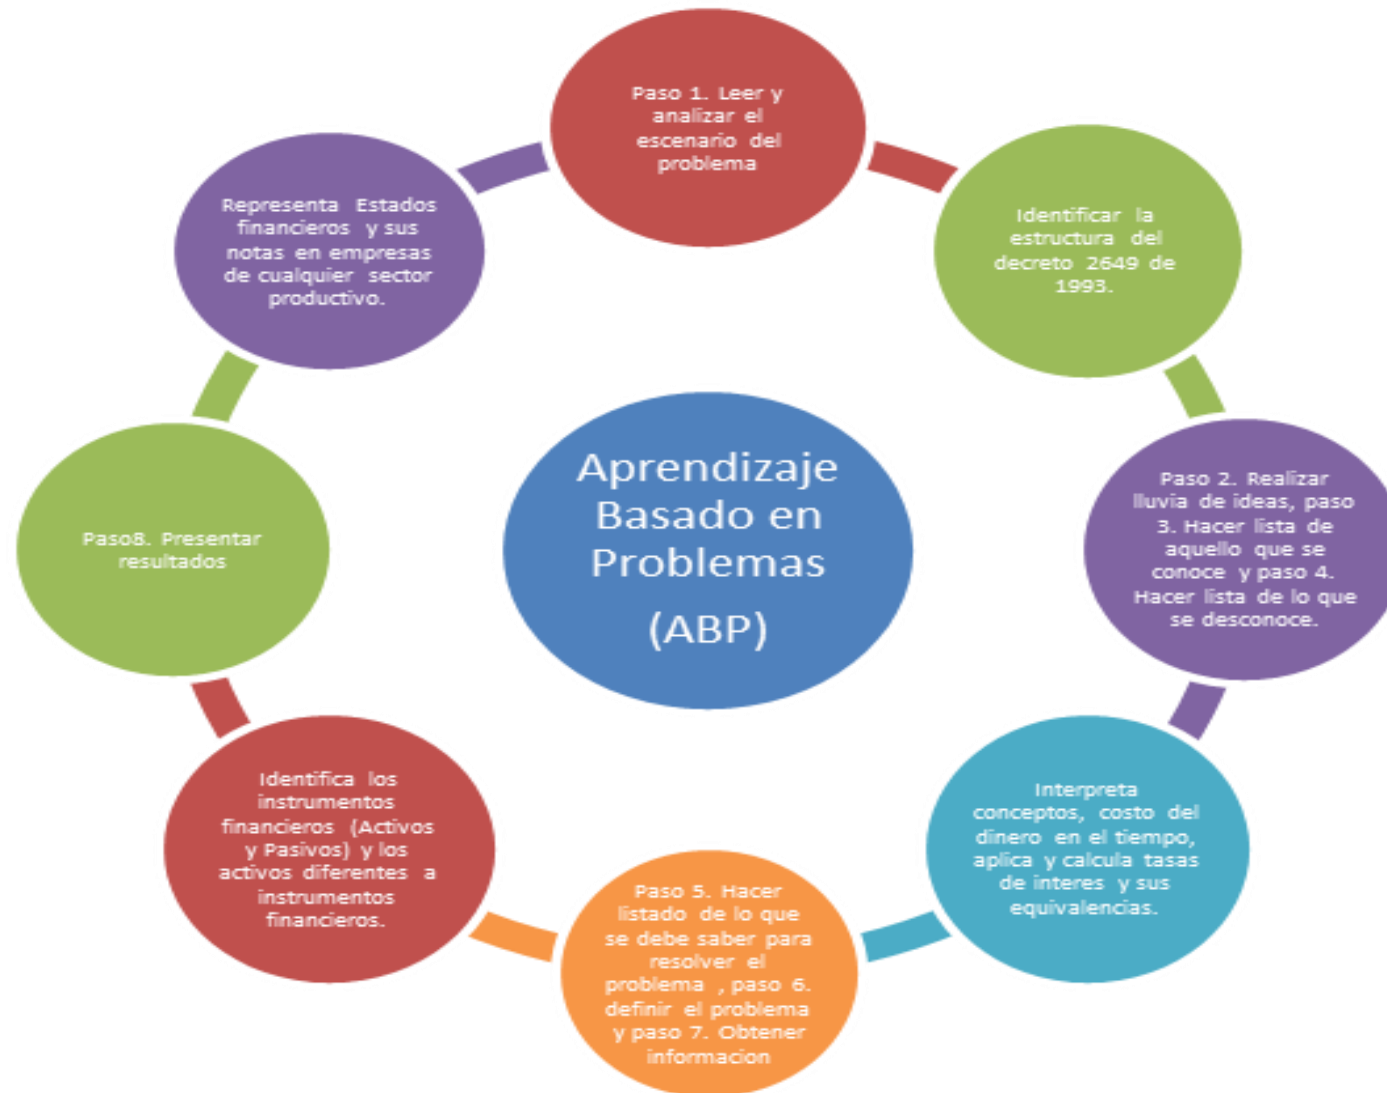 Paso 1. Leer y
analizar el
escenario del
problema
Identificar la
estructura del
decreto 2649 de
1993.
Paso 2. Realizar
lluvia de ideas, paso
3. Hacer lista de
aquello que se
conoce y paso 4.
Hacer lista de lo que
se desconoce.
Interpreta
conceptos, costo del
dinero en el tiempo,
aplica y calcula tasas
de interes y sus
equivalencias.
Paso 5. Hacer
listado de lo que
se debe saber para
resolver el
problema , paso 6.
definir el problema
y paso 7. Obtener
informacion
Identifica los
instrumentos
financieros (Activos
y Pasivos) y los
activos diferentes a
instrumentos
financieros.
Paso8. Presentar
resultados
Representa Estados
financieros y sus
notas en empresas
de cualquier sector
productivo.
Aprendizaje
Basado en
Problemas
(ABP)